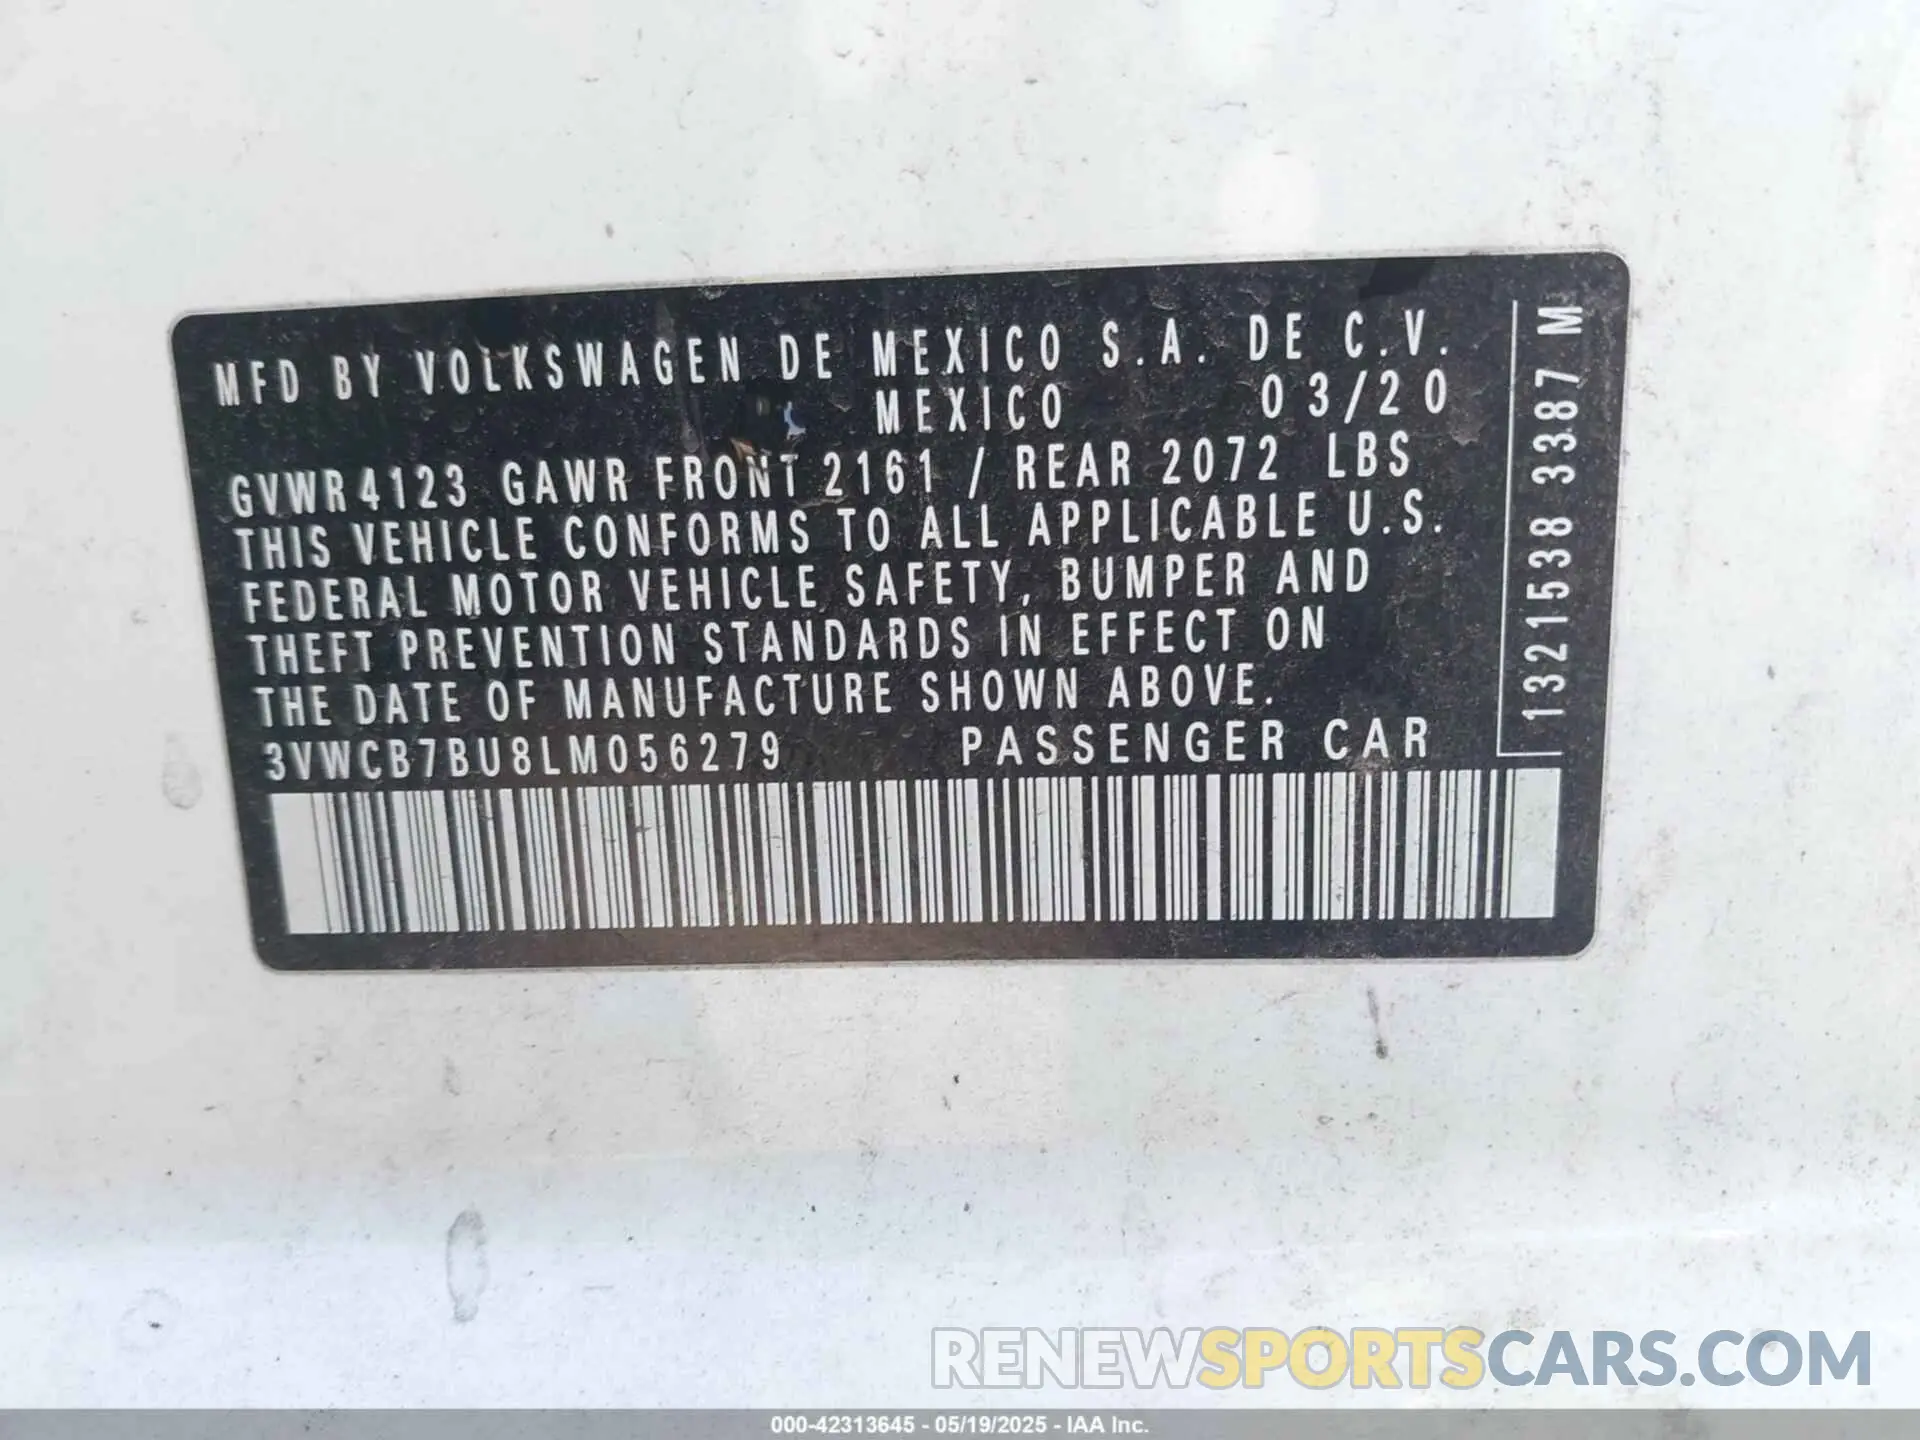 MFD BY VOLKSWAGEN DE MEXICO S.A. DE C.V.
MEXICO 03/20
GVWR 4123 GAWR FRONT 2161 / REAR 2072 LBS
THIS VEHICLE CONFORMS TO ALL APPLICABLE U.S.
FEDERAL MOTOR VEHICLE SAFETY, BUMPER AND
THEFT PREVENTION STANDARDS IN EFFECT ON
THE DATE OF MANUFACTURE SHOWN ABOVE.
3VWCB7BU8LM056279 PASSENGER CAR
1321538 3387 M
RENEWSPORTSCARS.COM
000-42313645 - 05/19/2025 - IAA Inc.